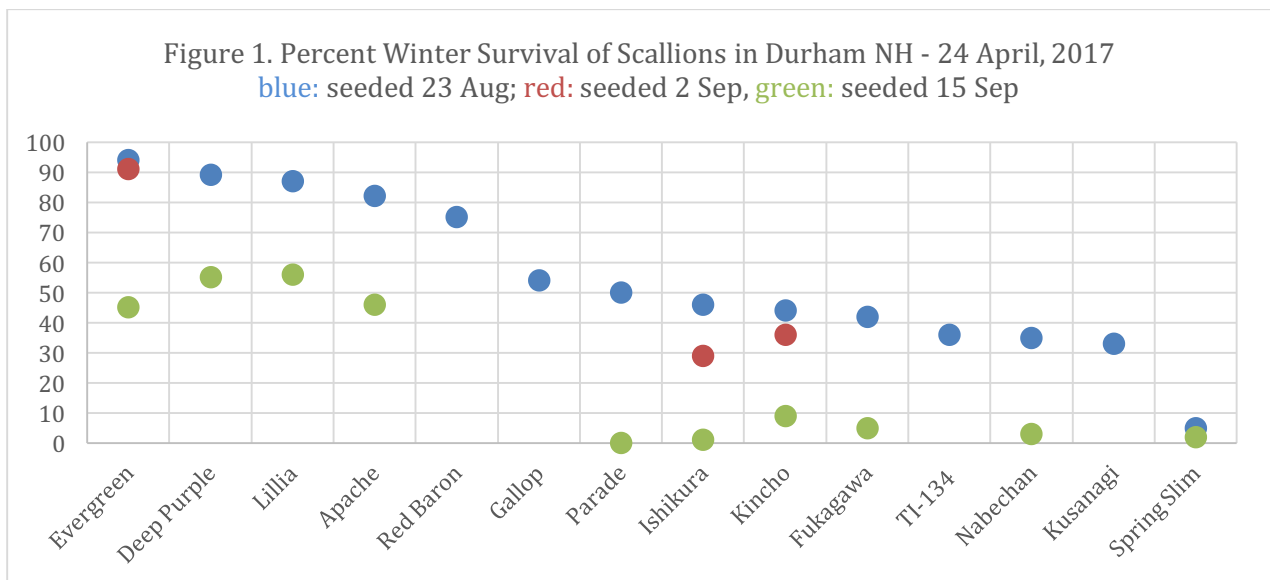 Figure 1. Percent Winter Survival of Scallions in Durham NH - 24 April, 2017
blue: seeded 23 Aug; red: seeded 2 Sep, green: seeded 15 Sep
100
90
80
70
60
50
40
30
20
10
0
Evergreen
Deep Purple
Lillia
Apache
Red Baron
Gallop
Parade
Ishikura
Kincho
Fukagawa
TI-134
Nabechan
Kusanagi
Spring Slim